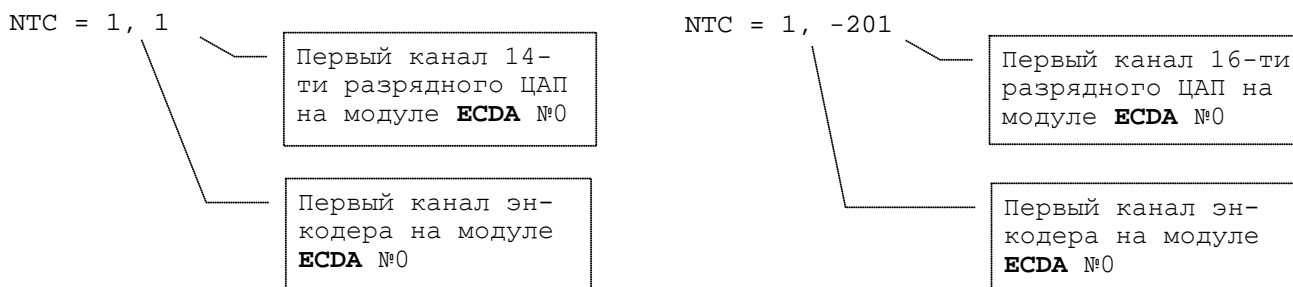 NTC = 1, 1
Первый канал 14-
ти разрядного ЦАП
на модуле ECDA №0
Первый канал эн-
кодера на модуле
ECDA №0
NTC = 1, -201
Первый канал 16-ти
разрядного ЦАП на
модуле ECDA №0
Первый канал эн-
кодера на модуле
ECDA №0